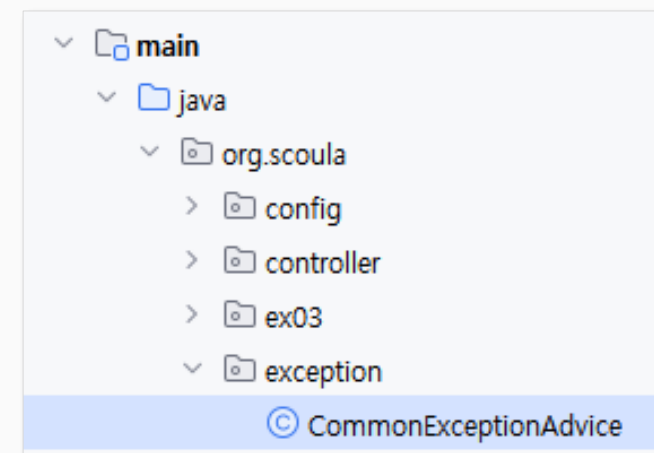 main
java
org.scoula
config
controller
ex03
exception
CommonExceptionAdvice